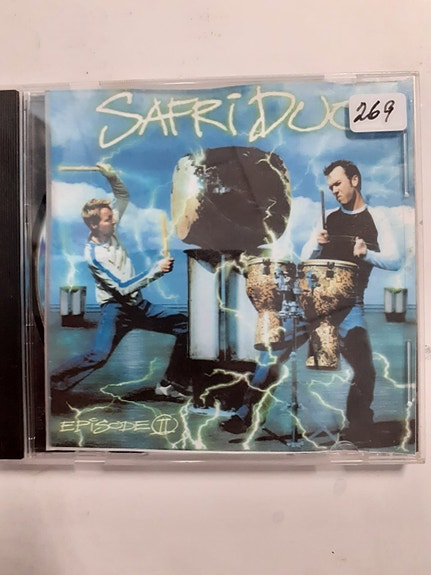 SAFRi DUO
269
EPiSODE II